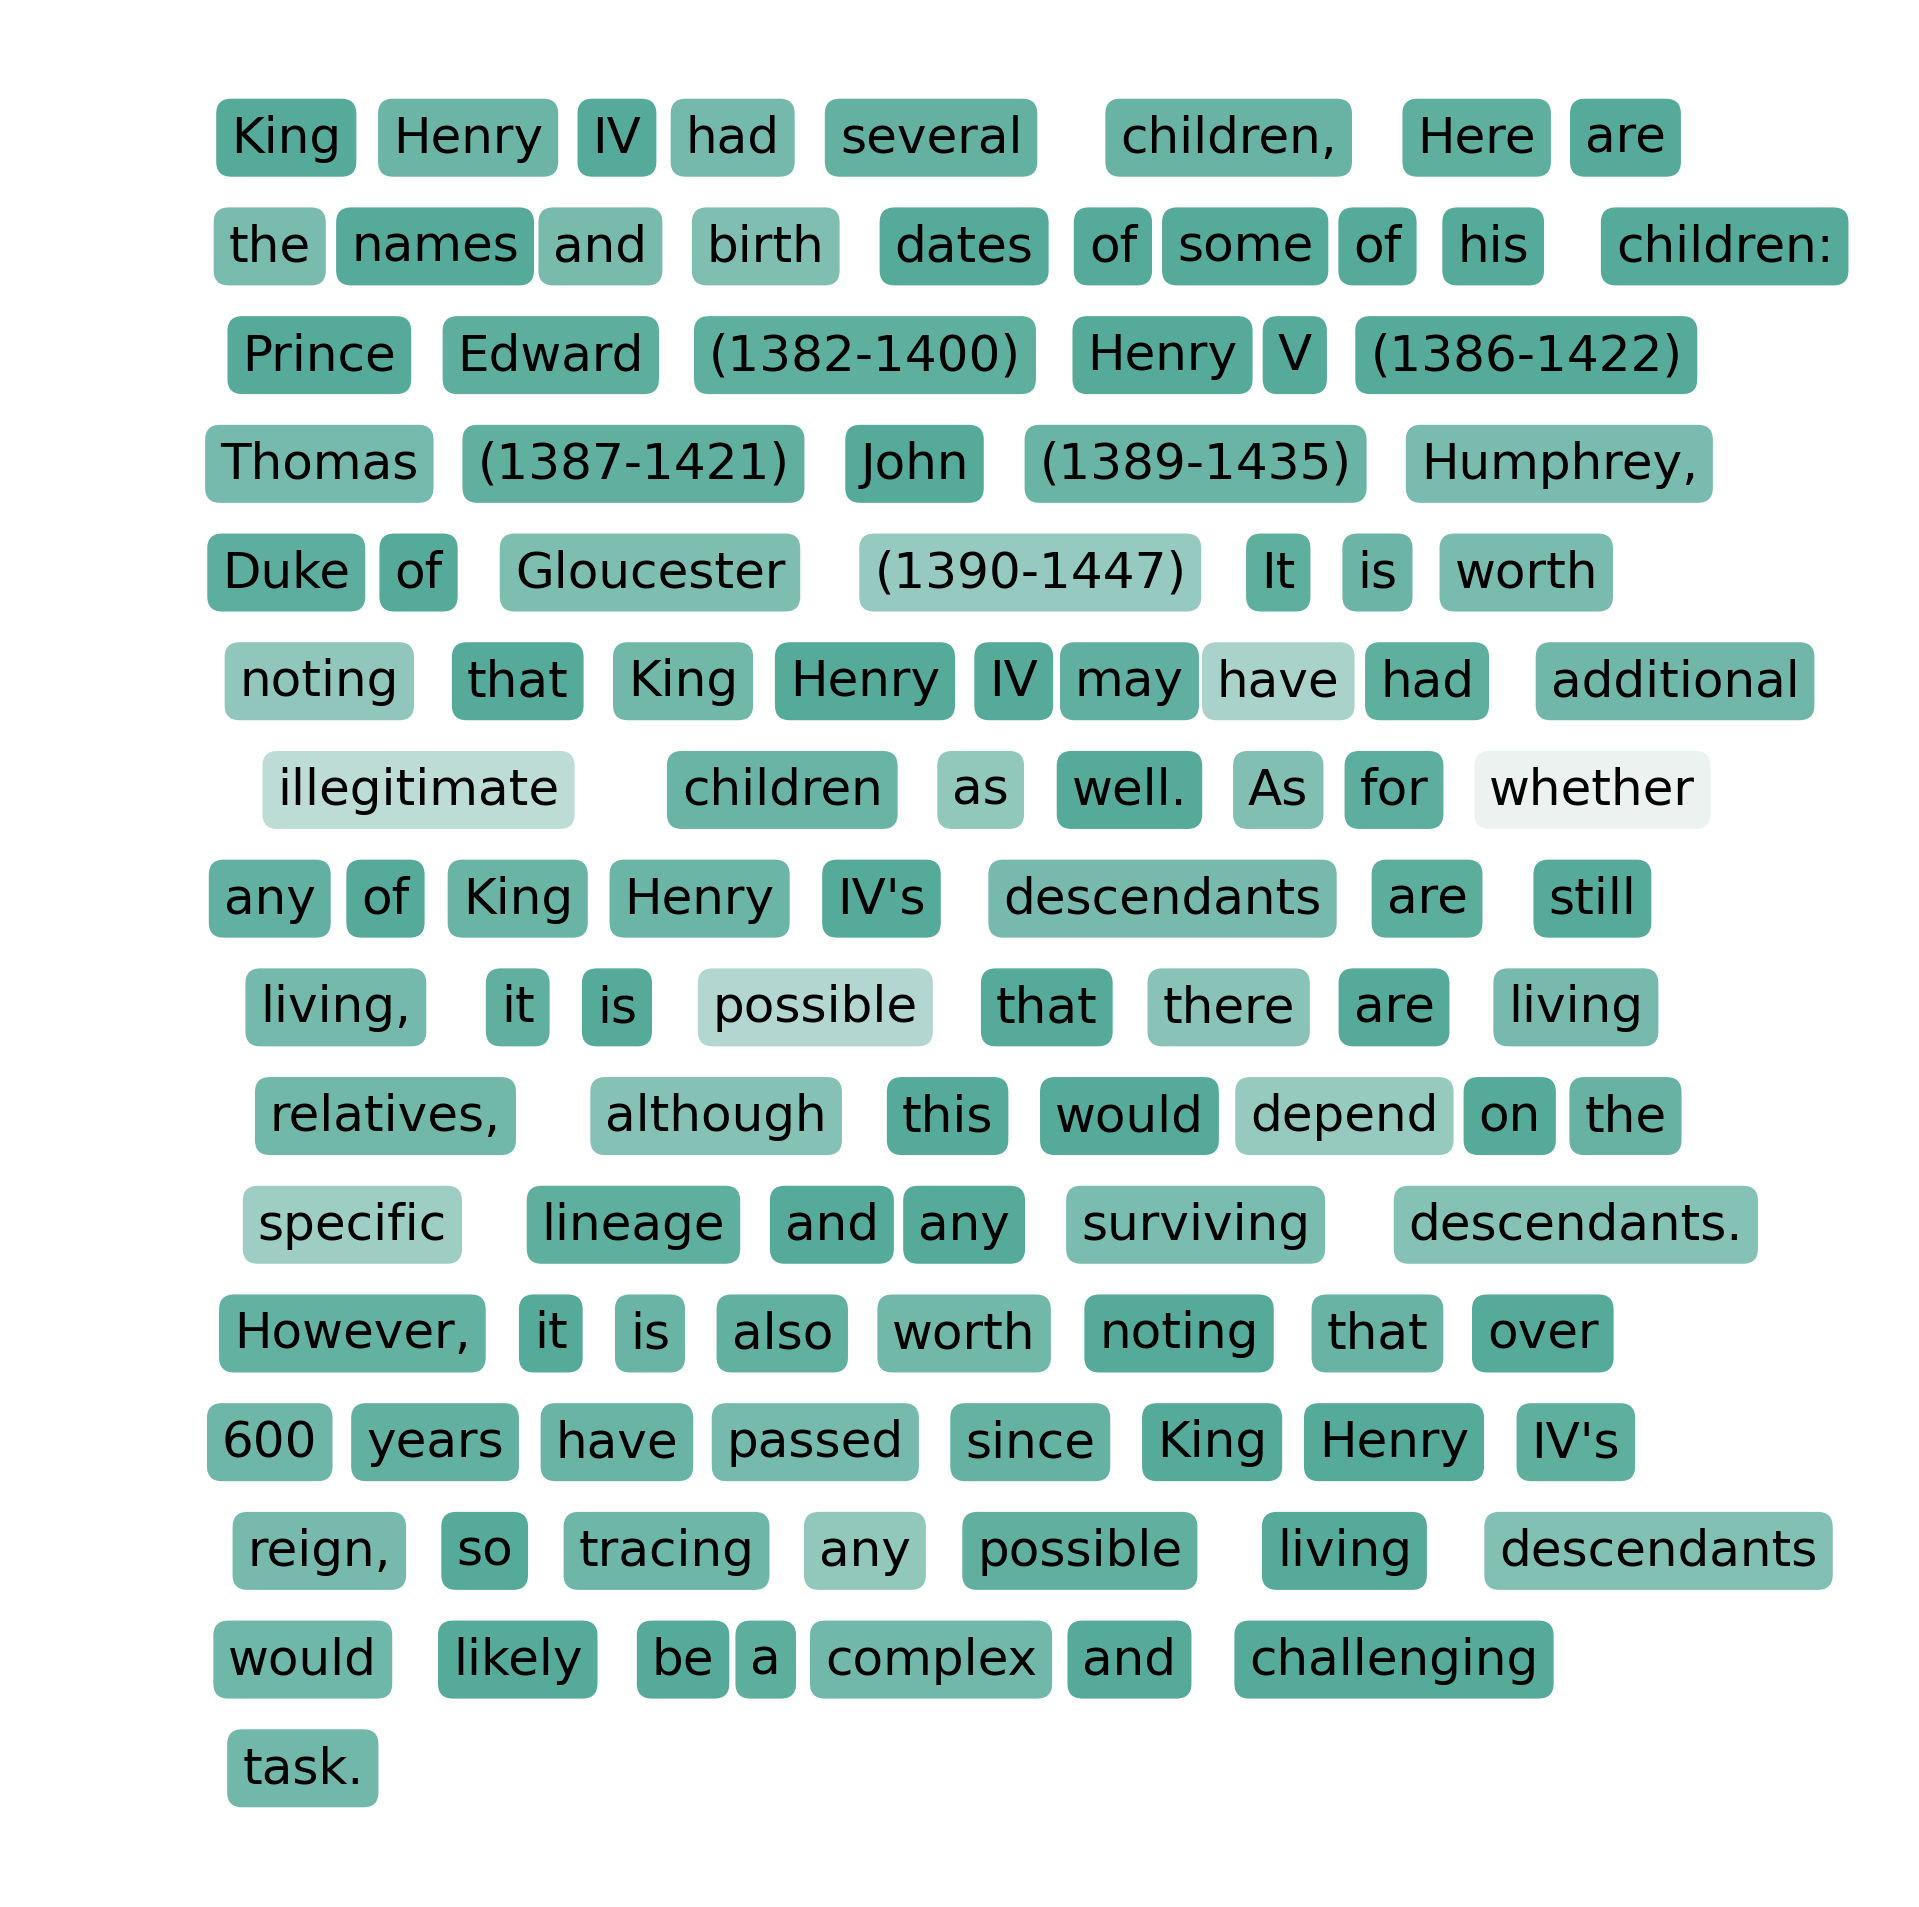 King Henry IV had several children, Here are
the names and birth dates of some of his children:
Prince Edward (1382-1400) Henry V (1386-1422)
Thomas (1387-1421) John (1389-1435) Humphrey,
Duke of Gloucester (1390-1447) It is worth
noting that King Henry IV may have had additional
illegitimate children as well. As for whether
any of King Henry IV's descendants are still
living, it is possible that there are living
relatives, although this would depend on the
specific lineage and any surviving descendants.
However, it is also worth noting that over
600 years have passed since King Henry IV's
reign, so tracing any possible living descendants
would likely be a complex and challenging
task.